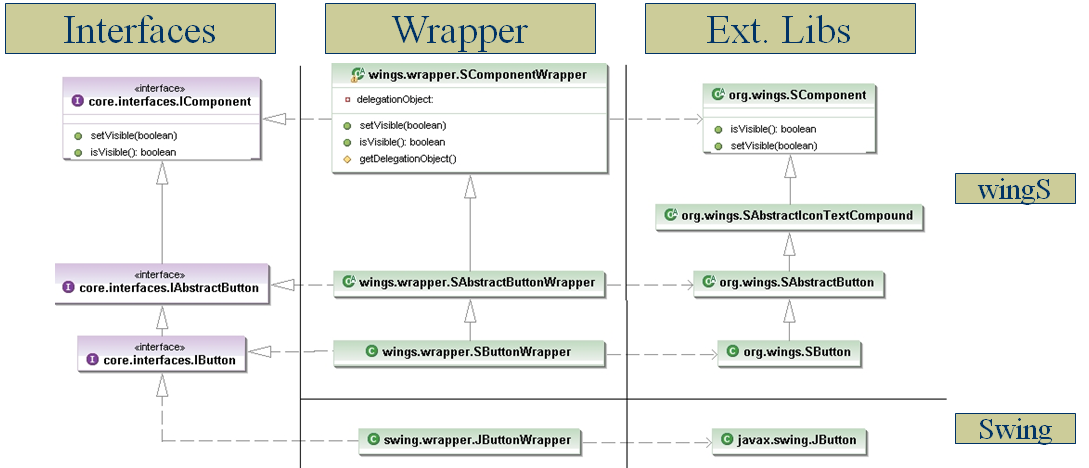 Interfaces
Wrapper
Ext. Libs
«interface»
core.interfaces.IComponent
setVisible(boolean)
isVisible(): boolean
wings.wrapper.SComponentWrapper
delegationObject:
setVisible(boolean)
isVisible(): boolean
getDelegationObject()
org.wings.SComponent
isVisible(): boolean
setVisible(boolean)
wingS
org.wings.SAbstractIconTextCompound
«interface»
core.interfaces.IAbstractButton
wings.wrapper.SAbstractButtonWrapper
org.wings.SAbstractButton
«interface»
core.interfaces.IButton
wings.wrapper.SButtonWrapper
org.wings.SButton
swing.wrapper.JButtonWrapper
javax.swing.JButton
Swing